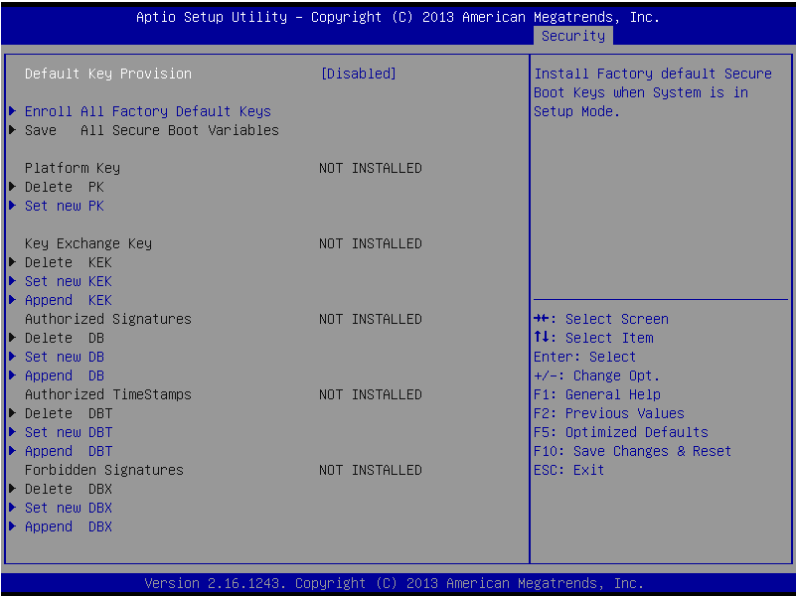 Aptio Setup Utility – Copyright (C) 2013 American Megatrends, Inc.
Security
Default Key Provision [Disabled]
Enroll All Factory Default Keys
Save All Secure Boot Variables
Platform Key NOT INSTALLED
Delete PK
Set new PK
Key Exchange Key NOT INSTALLED
Delete KEK
Set new KEK
Append KEK
Authorized Signatures NOT INSTALLED
Delete DB
Set new DB
Append DB
Authorized TimeStamps NOT INSTALLED
Delete DBT
Set new DBT
Append DBT
Forbidden Signatures NOT INSTALLED
Delete DBX
Set new DBX
Append DBX
Install Factory default Secure
Boot Keys when System is in
Setup Mode.
→←: Select Screen
↑↓: Select Item
Enter: Select
+/-: Change Opt.
F1: General Help
F2: Previous Values
F5: Optimized Defaults
F10: Save Changes & Reset
ESC: Exit
Version 2.16.1243. Copyright (C) 2013 American Megatrends, Inc.